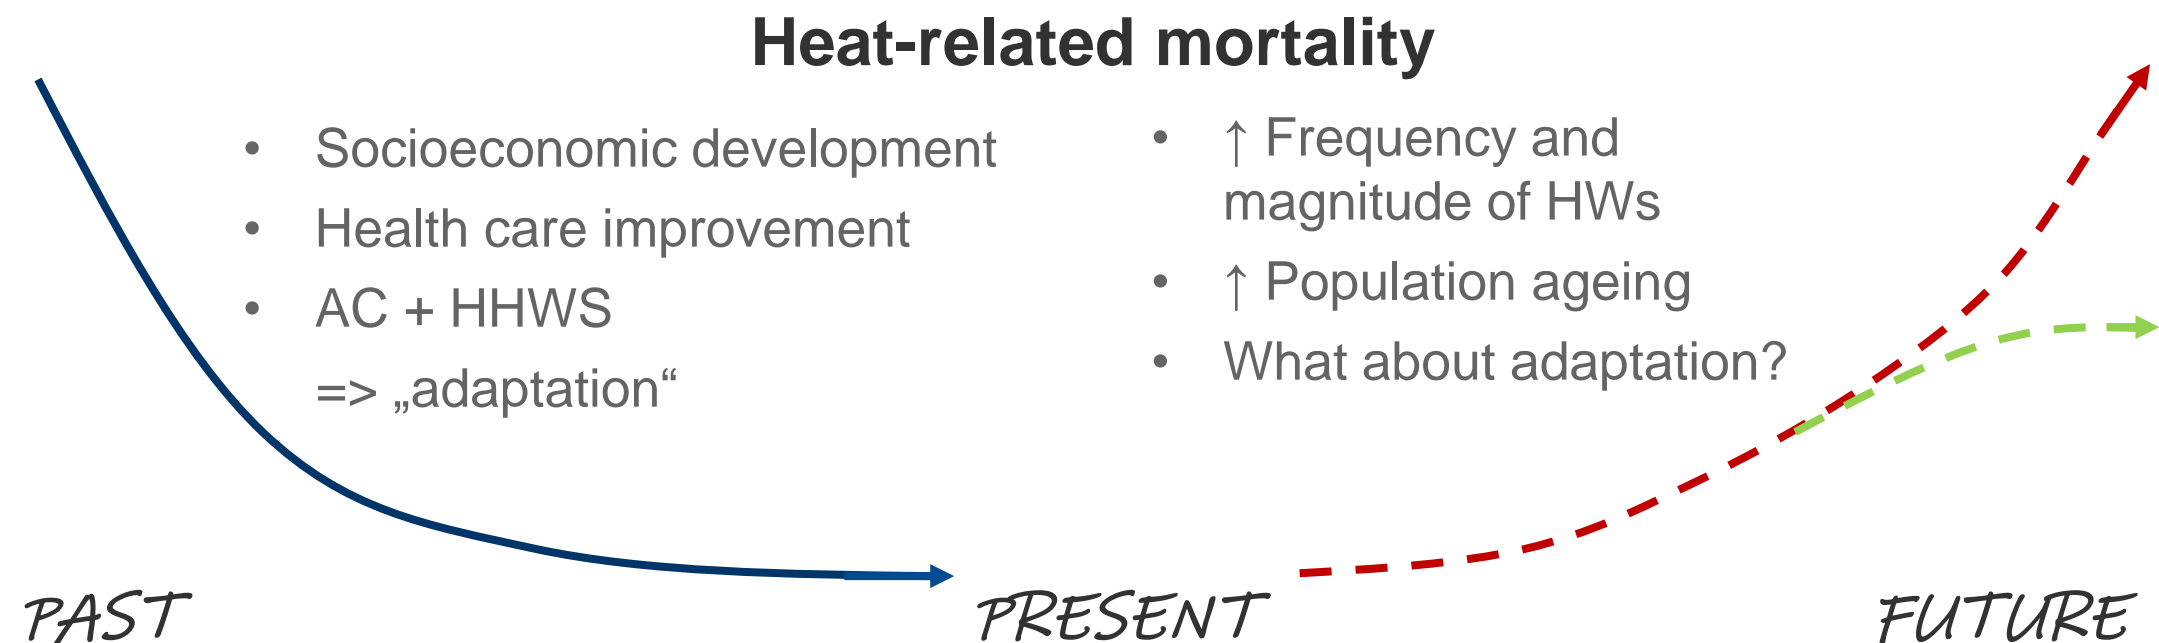 Heat-related mortality
• Socioeconomic development
• Health care improvement
• AC + HHWS
=> „adaptation“
• ↑ Frequency and
magnitude of HWs
• ↑ Population ageing
• What about adaptation?
PAST
PRESENT
FUTURE